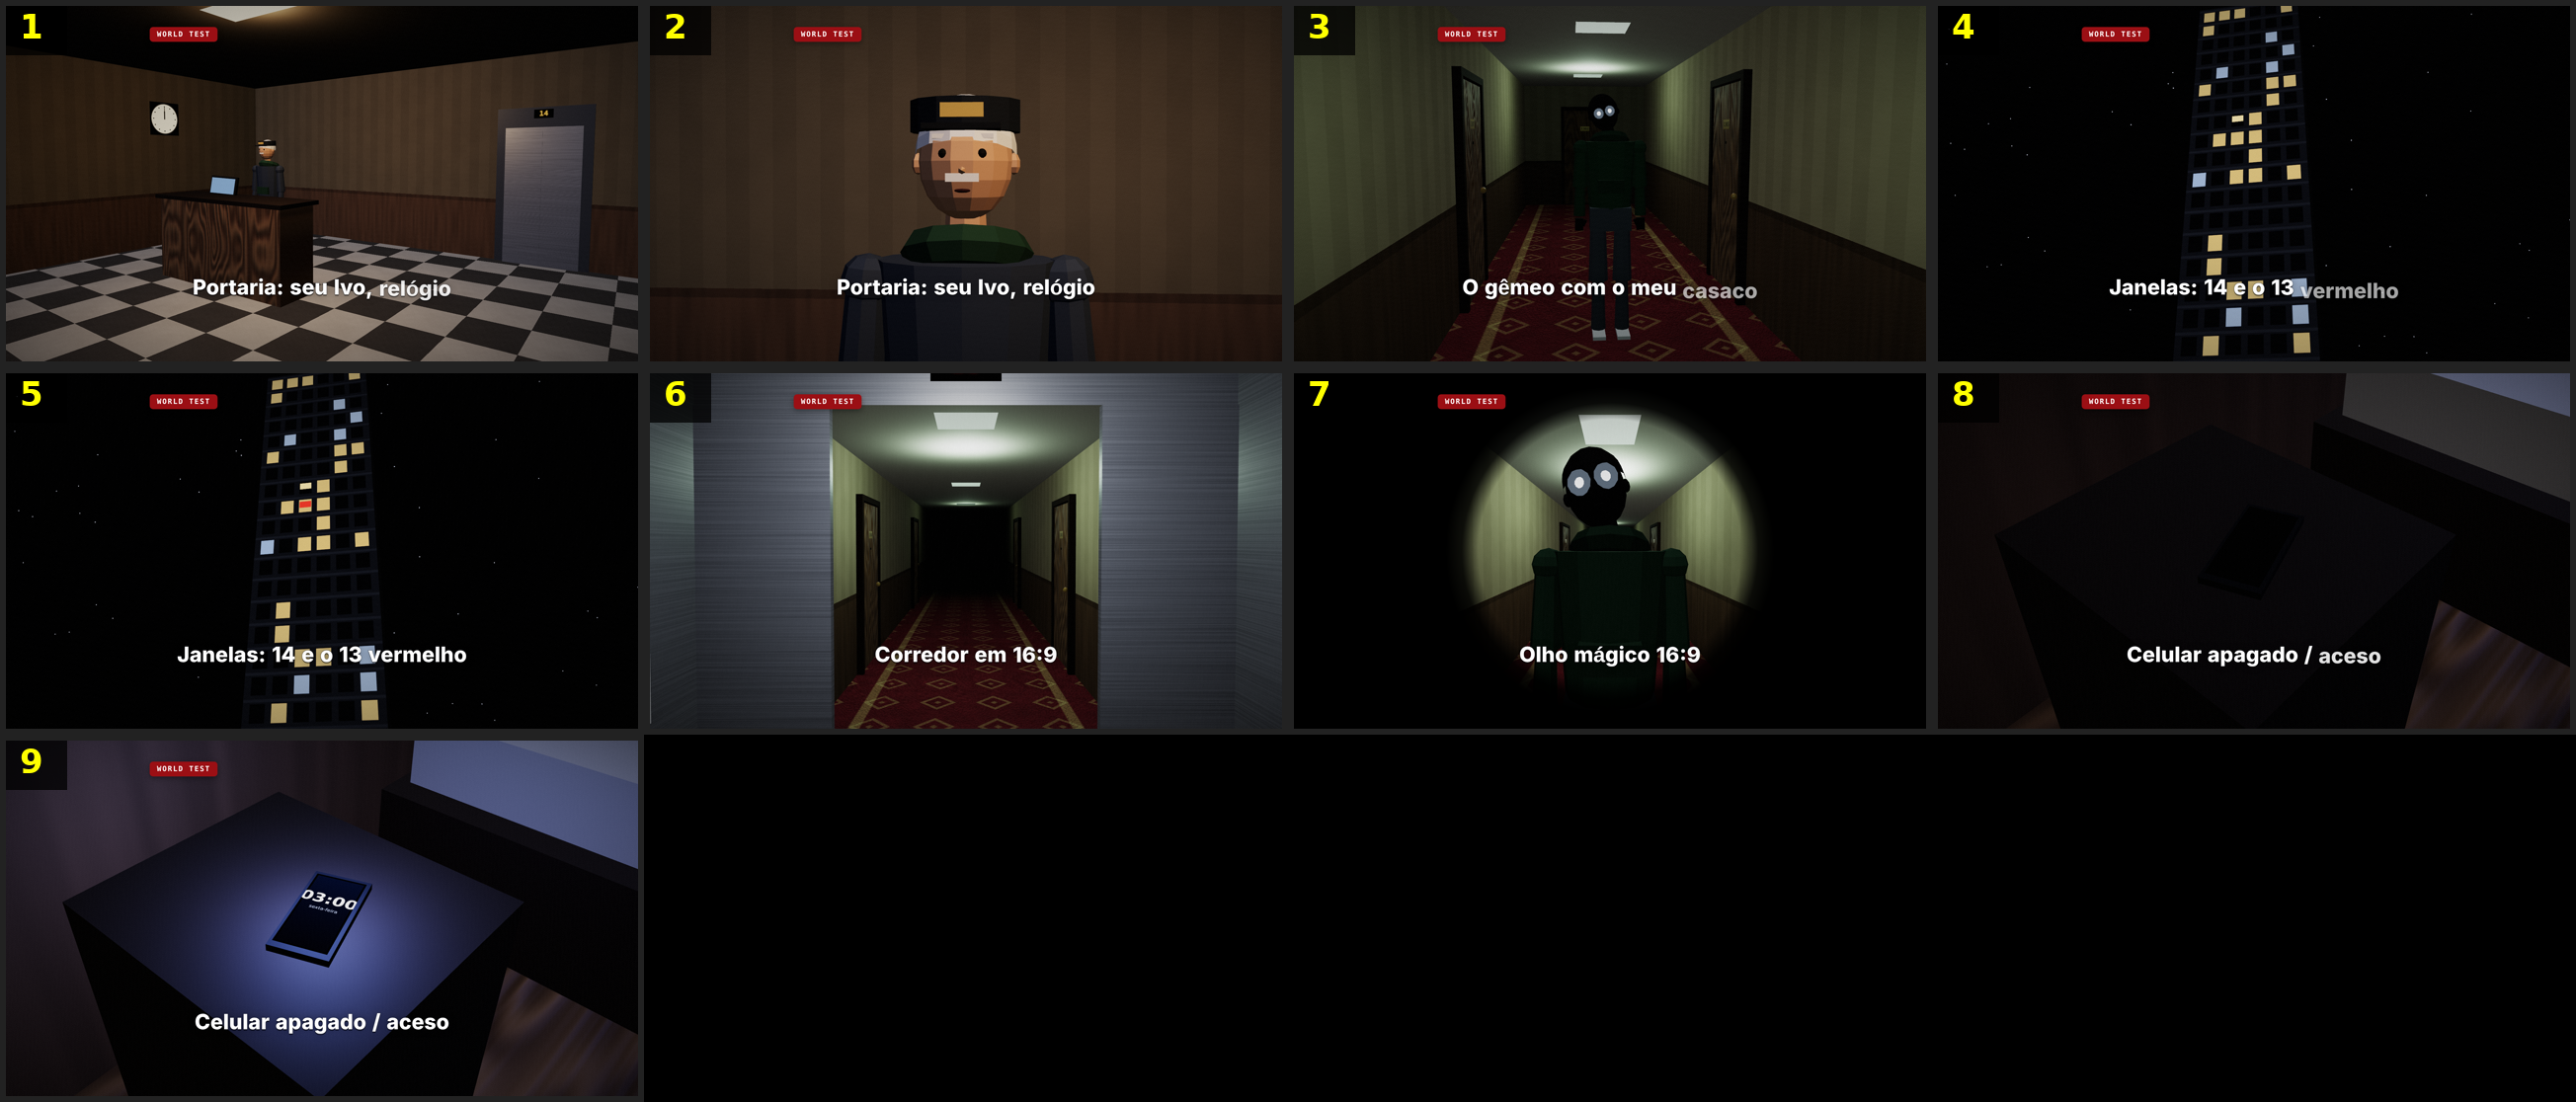 1
WORLD TEST
14
Portaria: seu Ivo, relógio
2
WORLD TEST
Portaria: seu Ivo, relógio
3
WORLD TEST
O gêmeo com o meu casaco
4
WORLD TEST
Janelas: 14 e o 13 vermelho
5
WORLD TEST
Janelas: 14 e o 13 vermelho
6
WORLD TEST
Corredor em 16:9
7
WORLD TEST
Olho mágico 16:9
8
WORLD TEST
Celular apagado / aceso
9
WORLD TEST
03:00
sexta-feira
Celular apagado / aceso